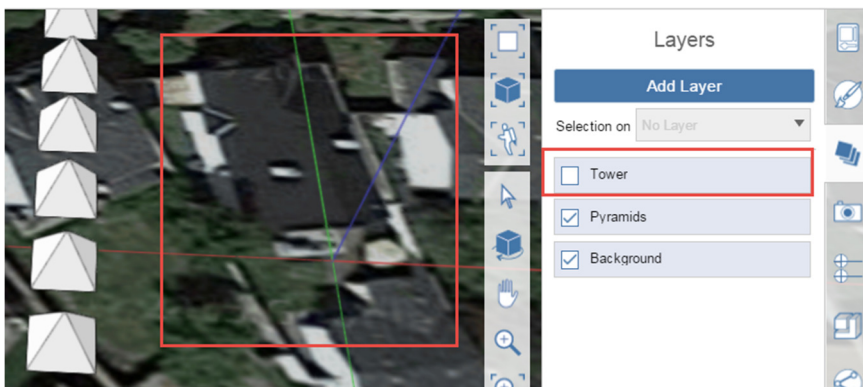 Layers
Add Layer
Selection on No Layer
Tower
Pyramids
Background